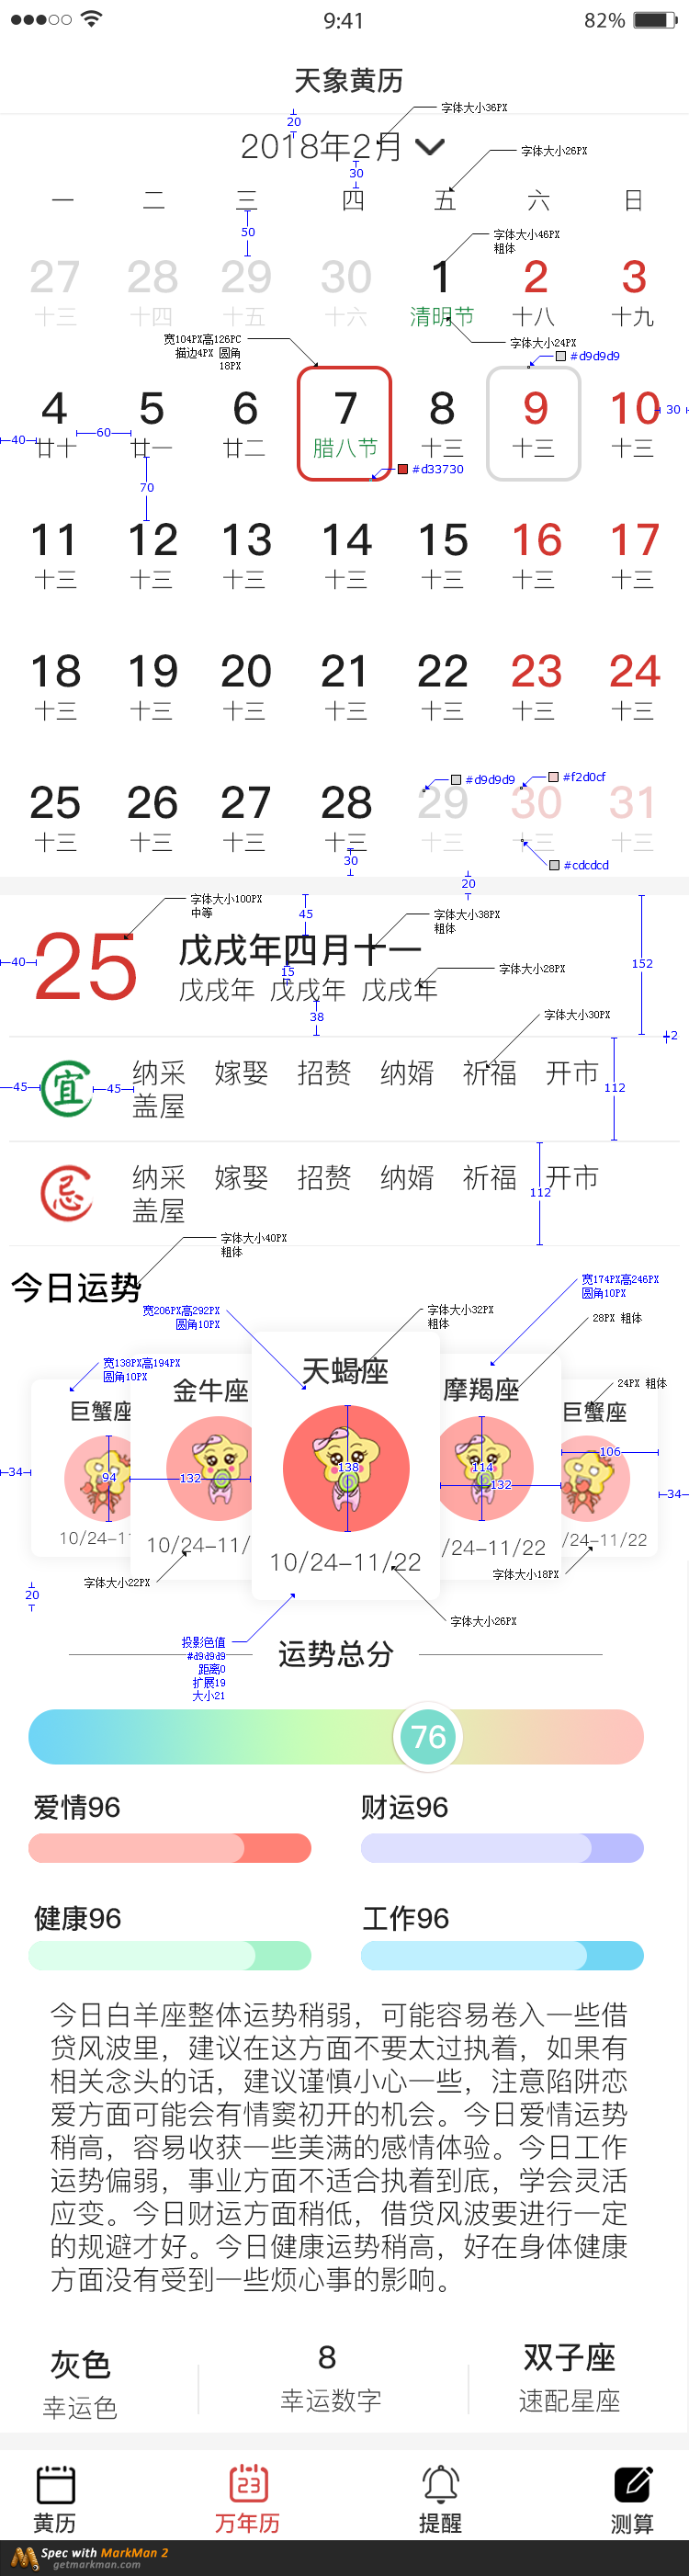 9:41
82%
天象黄历
字体大小36PX
20
2018年2月
字体大小26PX
30
一 二 三 四 五 六 日
50
字体大小46PX
粗体
27 28 29 30 1 2 3
十三 十四 十五 十六 清明节 十八 十九
宽104PX高126PC
描边4PX 圆角
18PX
字体大小24PX
#d9d9d9
4 5 6 7 8 9 10
30
40
60
廿十 廿一 廿二 腊八节 十三 十三 十三
#d33730
70
11 12 13 14 15 16 17
十三 十三 十三 十三 十三 十三 十三
18 19 20 21 22 23 24
十三 十三 十三 十三 十三 十三 十三
#d9d9d9
#f2d0cf
25 26 27 28 29 30 31
十三 十三 十三 十三 十三 十三 十三
30
#cdcdcd
20
字体大小100PX
中等
45
字体大小38PX
粗体
25
戊戌年四月十一
40
152
15
字体大小28PX
戊戌年 戊戌年 戊戌年
38
字体大小30PX
2
宜
纳采 嫁娶 招赘 纳婿 祈福 开市
盖屋
45
45
112
忌
纳采 嫁娶 招赘 纳婿 祈福 开市
盖屋
112
字体大小40PX
粗体
今日运势
宽174PX高246PX
圆角10PX
宽206PX高292PX
圆角10PX
字体大小32PX
粗体
28PX 粗体
宽138PX高194PX
圆角10PX
天蝎座
金牛座
摩羯座
24PX 粗体
巨蟹座
巨蟹座
106
34
94
132
138
114
132
34
10/24-11
10/24-11/
10/24-11/22
/24-11/22
/24-11/22
字体大小22PX
字体大小18PX
20
字体大小26PX
投影色值
#d9d9d9
距离0
扩展19
大小21
运势总分
76
爱情96
财运96
健康96
工作96
今日白羊座整体运势稍弱，可能容易卷入一些借
贷风波里，建议在这方面不要太过执着，如果有
相关念头的话，建议谨慎小心一些，注意陷阱恋
爱方面可能会有情窦初开的机会。今日爱情运势
稍高，容易收获一些美满的感情体验。今日工作
运势偏弱，事业方面不适合执着到底，学会灵活
应变。今日财运方面稍低，借贷风波要进行一定
的规避才好。今日健康运势稍高，好在身体健康
方面没有受到一些烦心事的影响。
灰色 8 双子座
幸运色 幸运数字 速配星座
23
黄历 万年历 提醒 测算
Spec with MarkMan 2
getmarkman.com